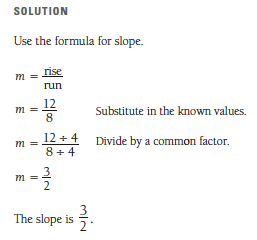 SOLUTION
Use the formula for slope.
m = rise / run
m = 12 / 8 Substitute in the known values.
m = 12 ÷ 4 / 8 ÷ 4 Divide by a common factor.
m = 3 / 2
The slope is 3 / 2.